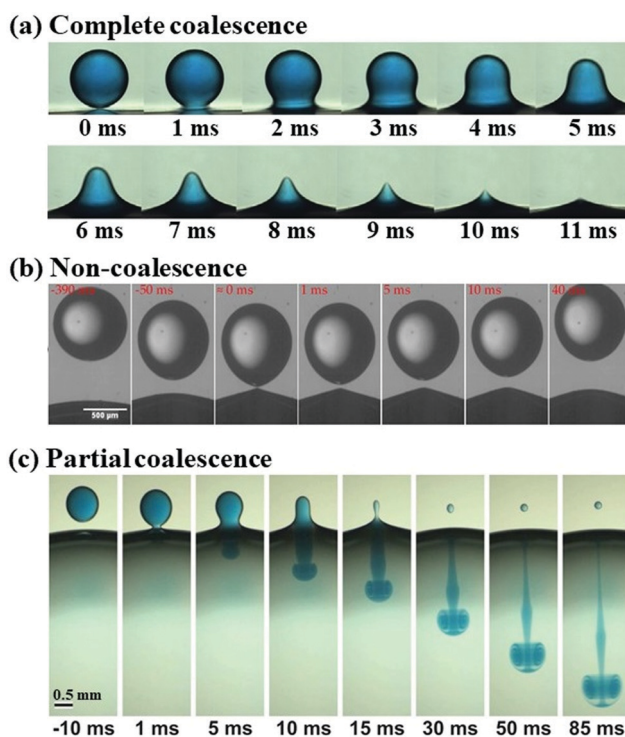 (a) Complete coalescence
0 ms 1 ms 2 ms 3 ms 4 ms 5 ms
6 ms 7 ms 8 ms 9 ms 10 ms 11 ms
(b) Non-coalescence
-390 ms -50 ms ≈ 0 ms 1 ms 5 ms 10 ms 40 ms
500 μm
(c) Partial coalescence
0.5 mm
-10 ms 1 ms 5 ms 10 ms 15 ms 30 ms 50 ms 85 ms